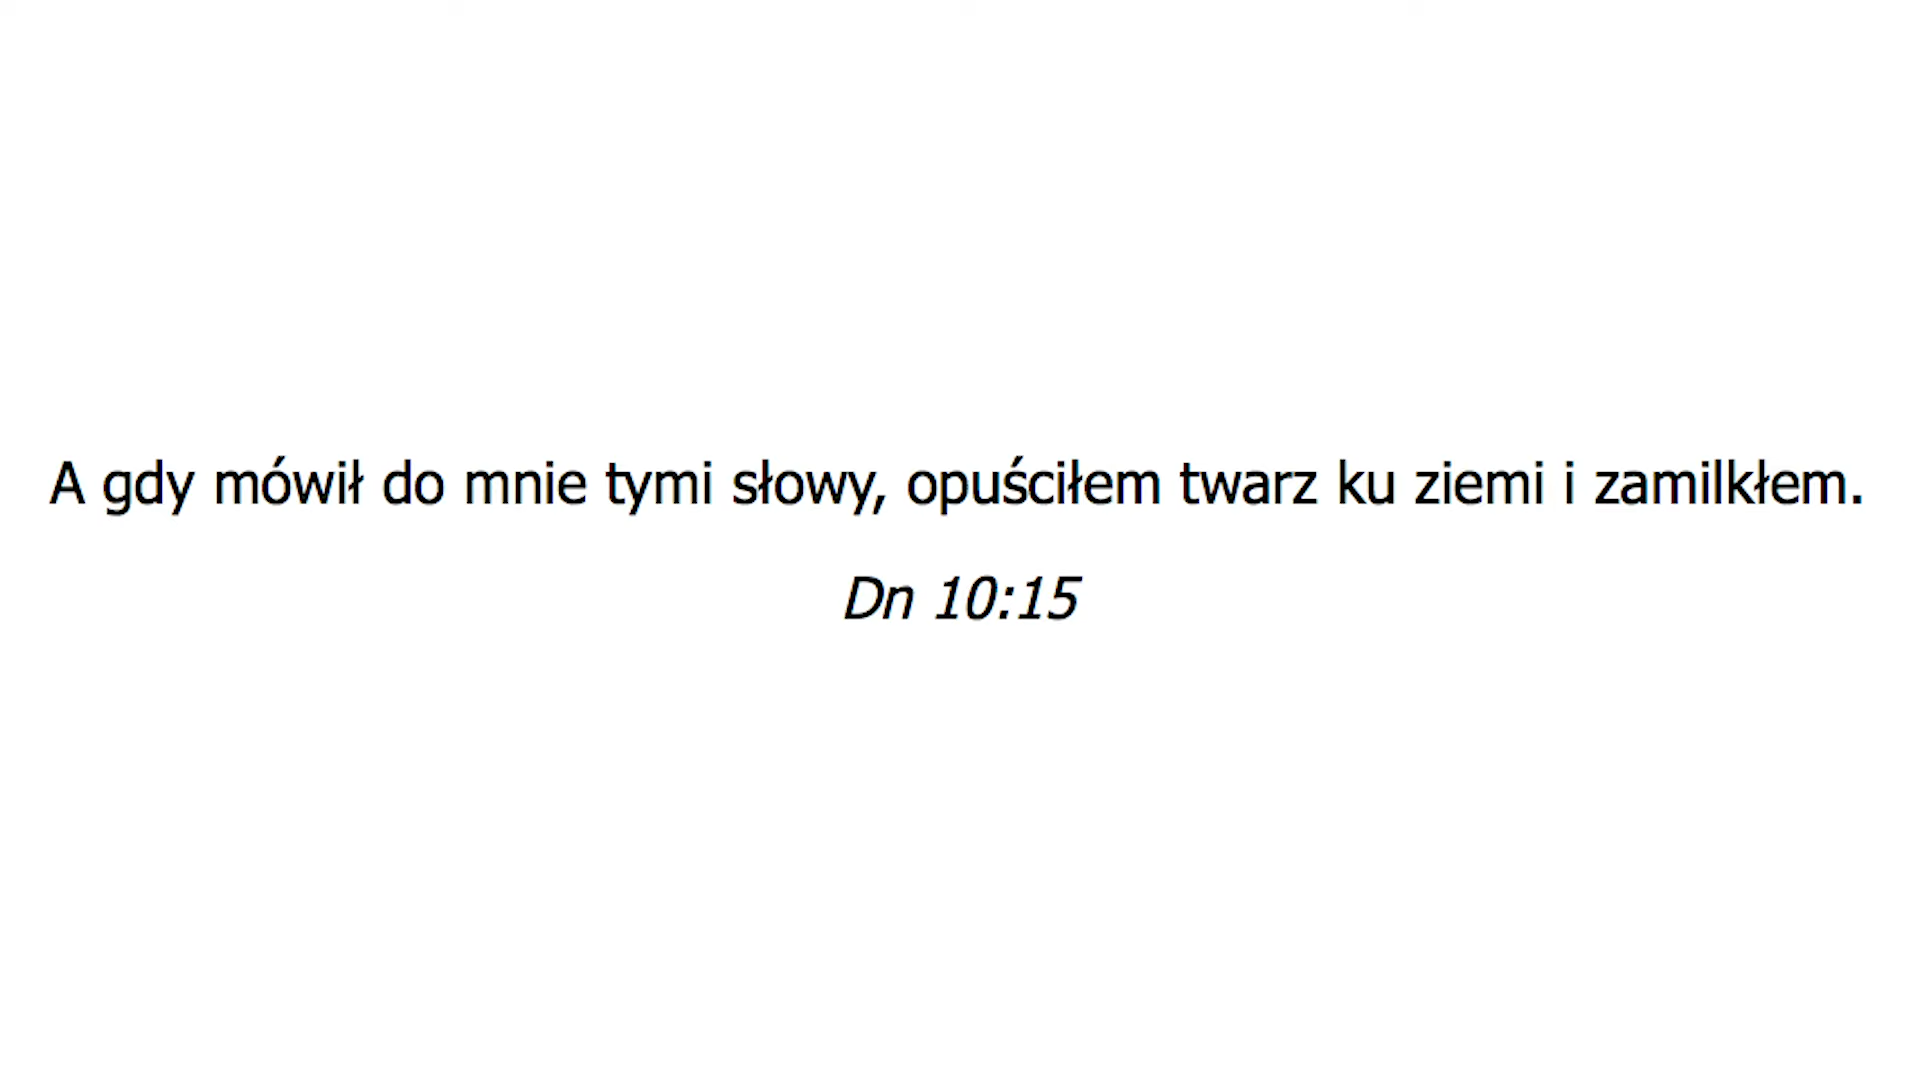 A gdy mówił do mnie tymi słowy, opuściłem twarz ku ziemi i zamilkłem.
Dn 10:15